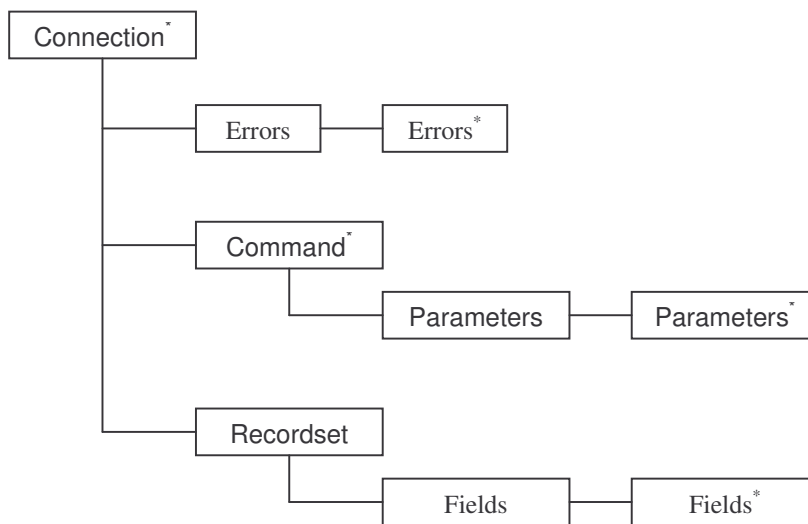 Connection*
Errors Errors*
Command*
Parameters Parameters*
Recordset
Fields Fields*